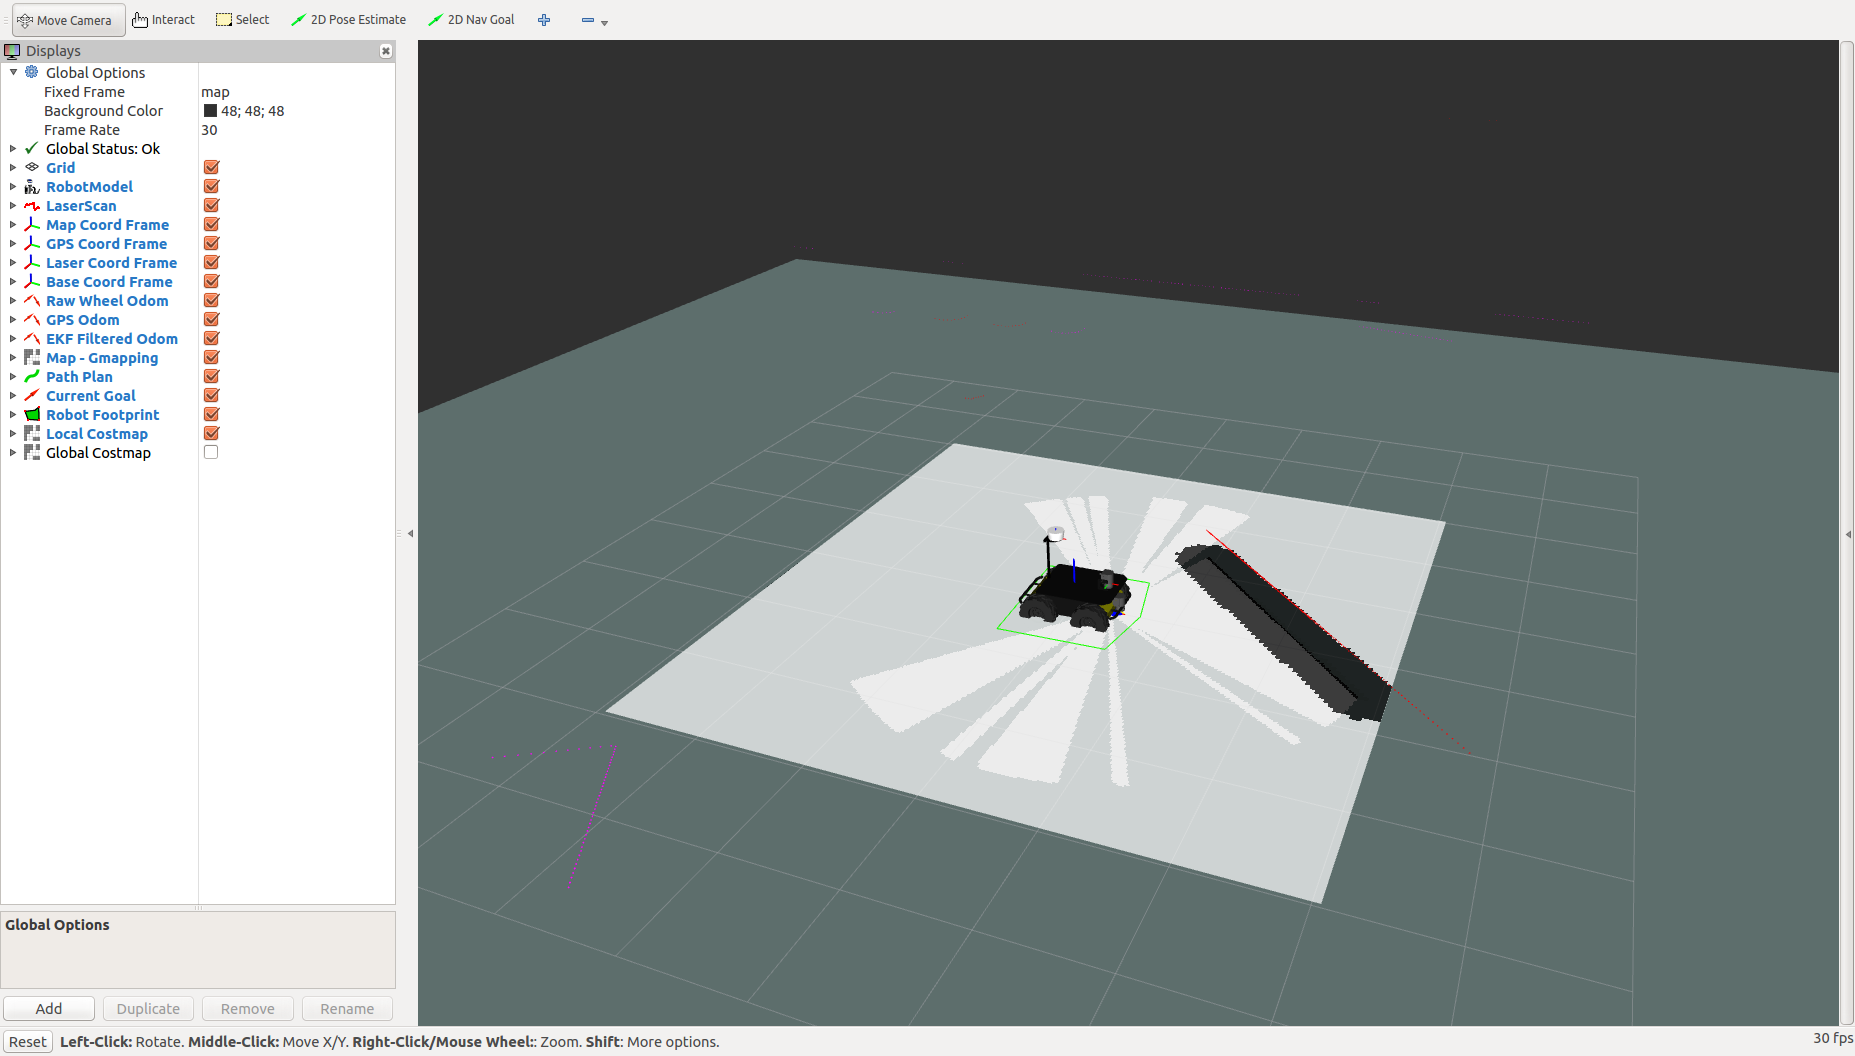 Move Camera Interact Select 2D Pose Estimate 2D Nav Goal
Displays
Global Options
Fixed Frame map
Background Color 48; 48; 48
Frame Rate 30
Global Status: Ok
Grid
RobotModel
LaserScan
Map Coord Frame
GPS Coord Frame
Laser Coord Frame
Base Coord Frame
Raw Wheel Odom
GPS Odom
EKF Filtered Odom
Map - Gmapping
Path Plan
Current Goal
Robot Footprint
Local Costmap
Global Costmap
Global Options
Add Duplicate Remove Rename
Reset Left-Click: Rotate. Middle-Click: Move X/Y. Right-Click/Mouse Wheel:: Zoom. Shift: More options. 30 fps